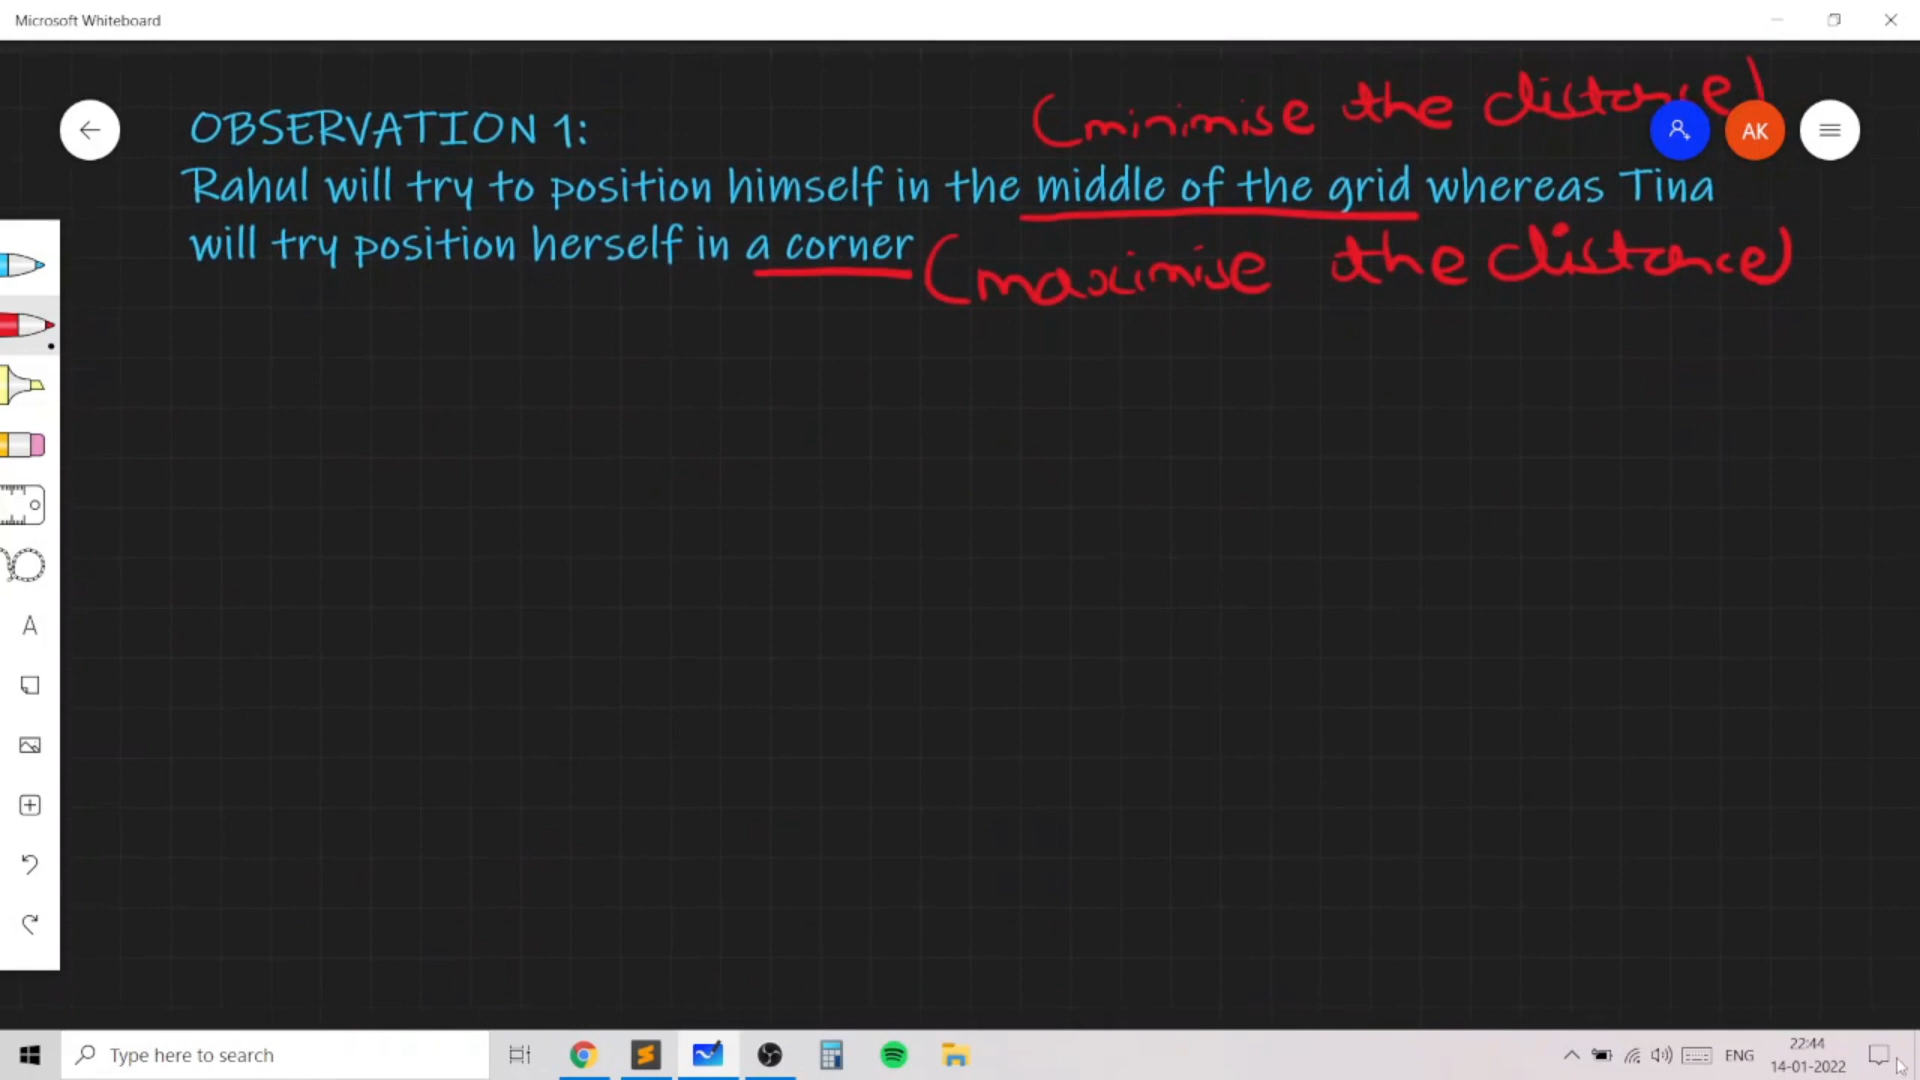 Microsoft Whiteboard
(minimise the distance)
OBSERVATION 1:
AK
Rahul will try to position himself in the middle of the grid whereas Tina
will try position herself in a corner (maximise the distance)
A
Type here to search
ENG
22:44
14-01-2022